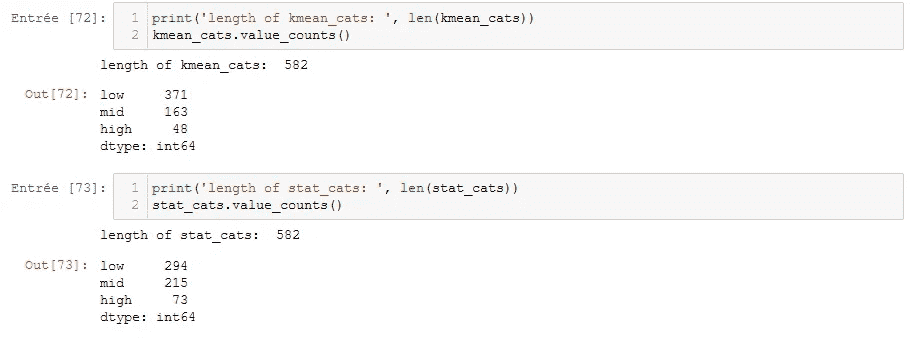 Entrée [72]: 1 print('length of kmean_cats: ', len(kmean_cats))
2 kmean_cats.value_counts()
length of kmean_cats:  582
Out[72]: low     371
mid     163
high     48
dtype: int64
Entrée [73]: 1 print('length of stat_cats: ', len(stat_cats))
2 stat_cats.value_counts()
length of stat_cats:  582
Out[73]: low     294
mid     215
high     73
dtype: int64